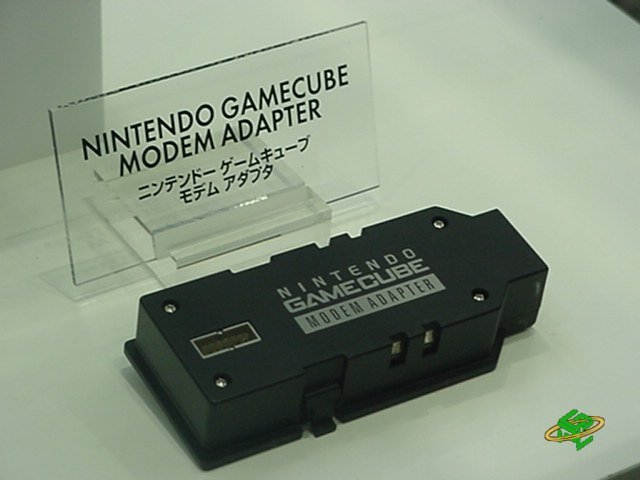 NINTENDO GAMECUBE
MODEM ADAPTER
ニンテンドー ゲームキューブ
モデム アダプタ
NINTENDO
GAMECUBE
MODEM ADAPTER